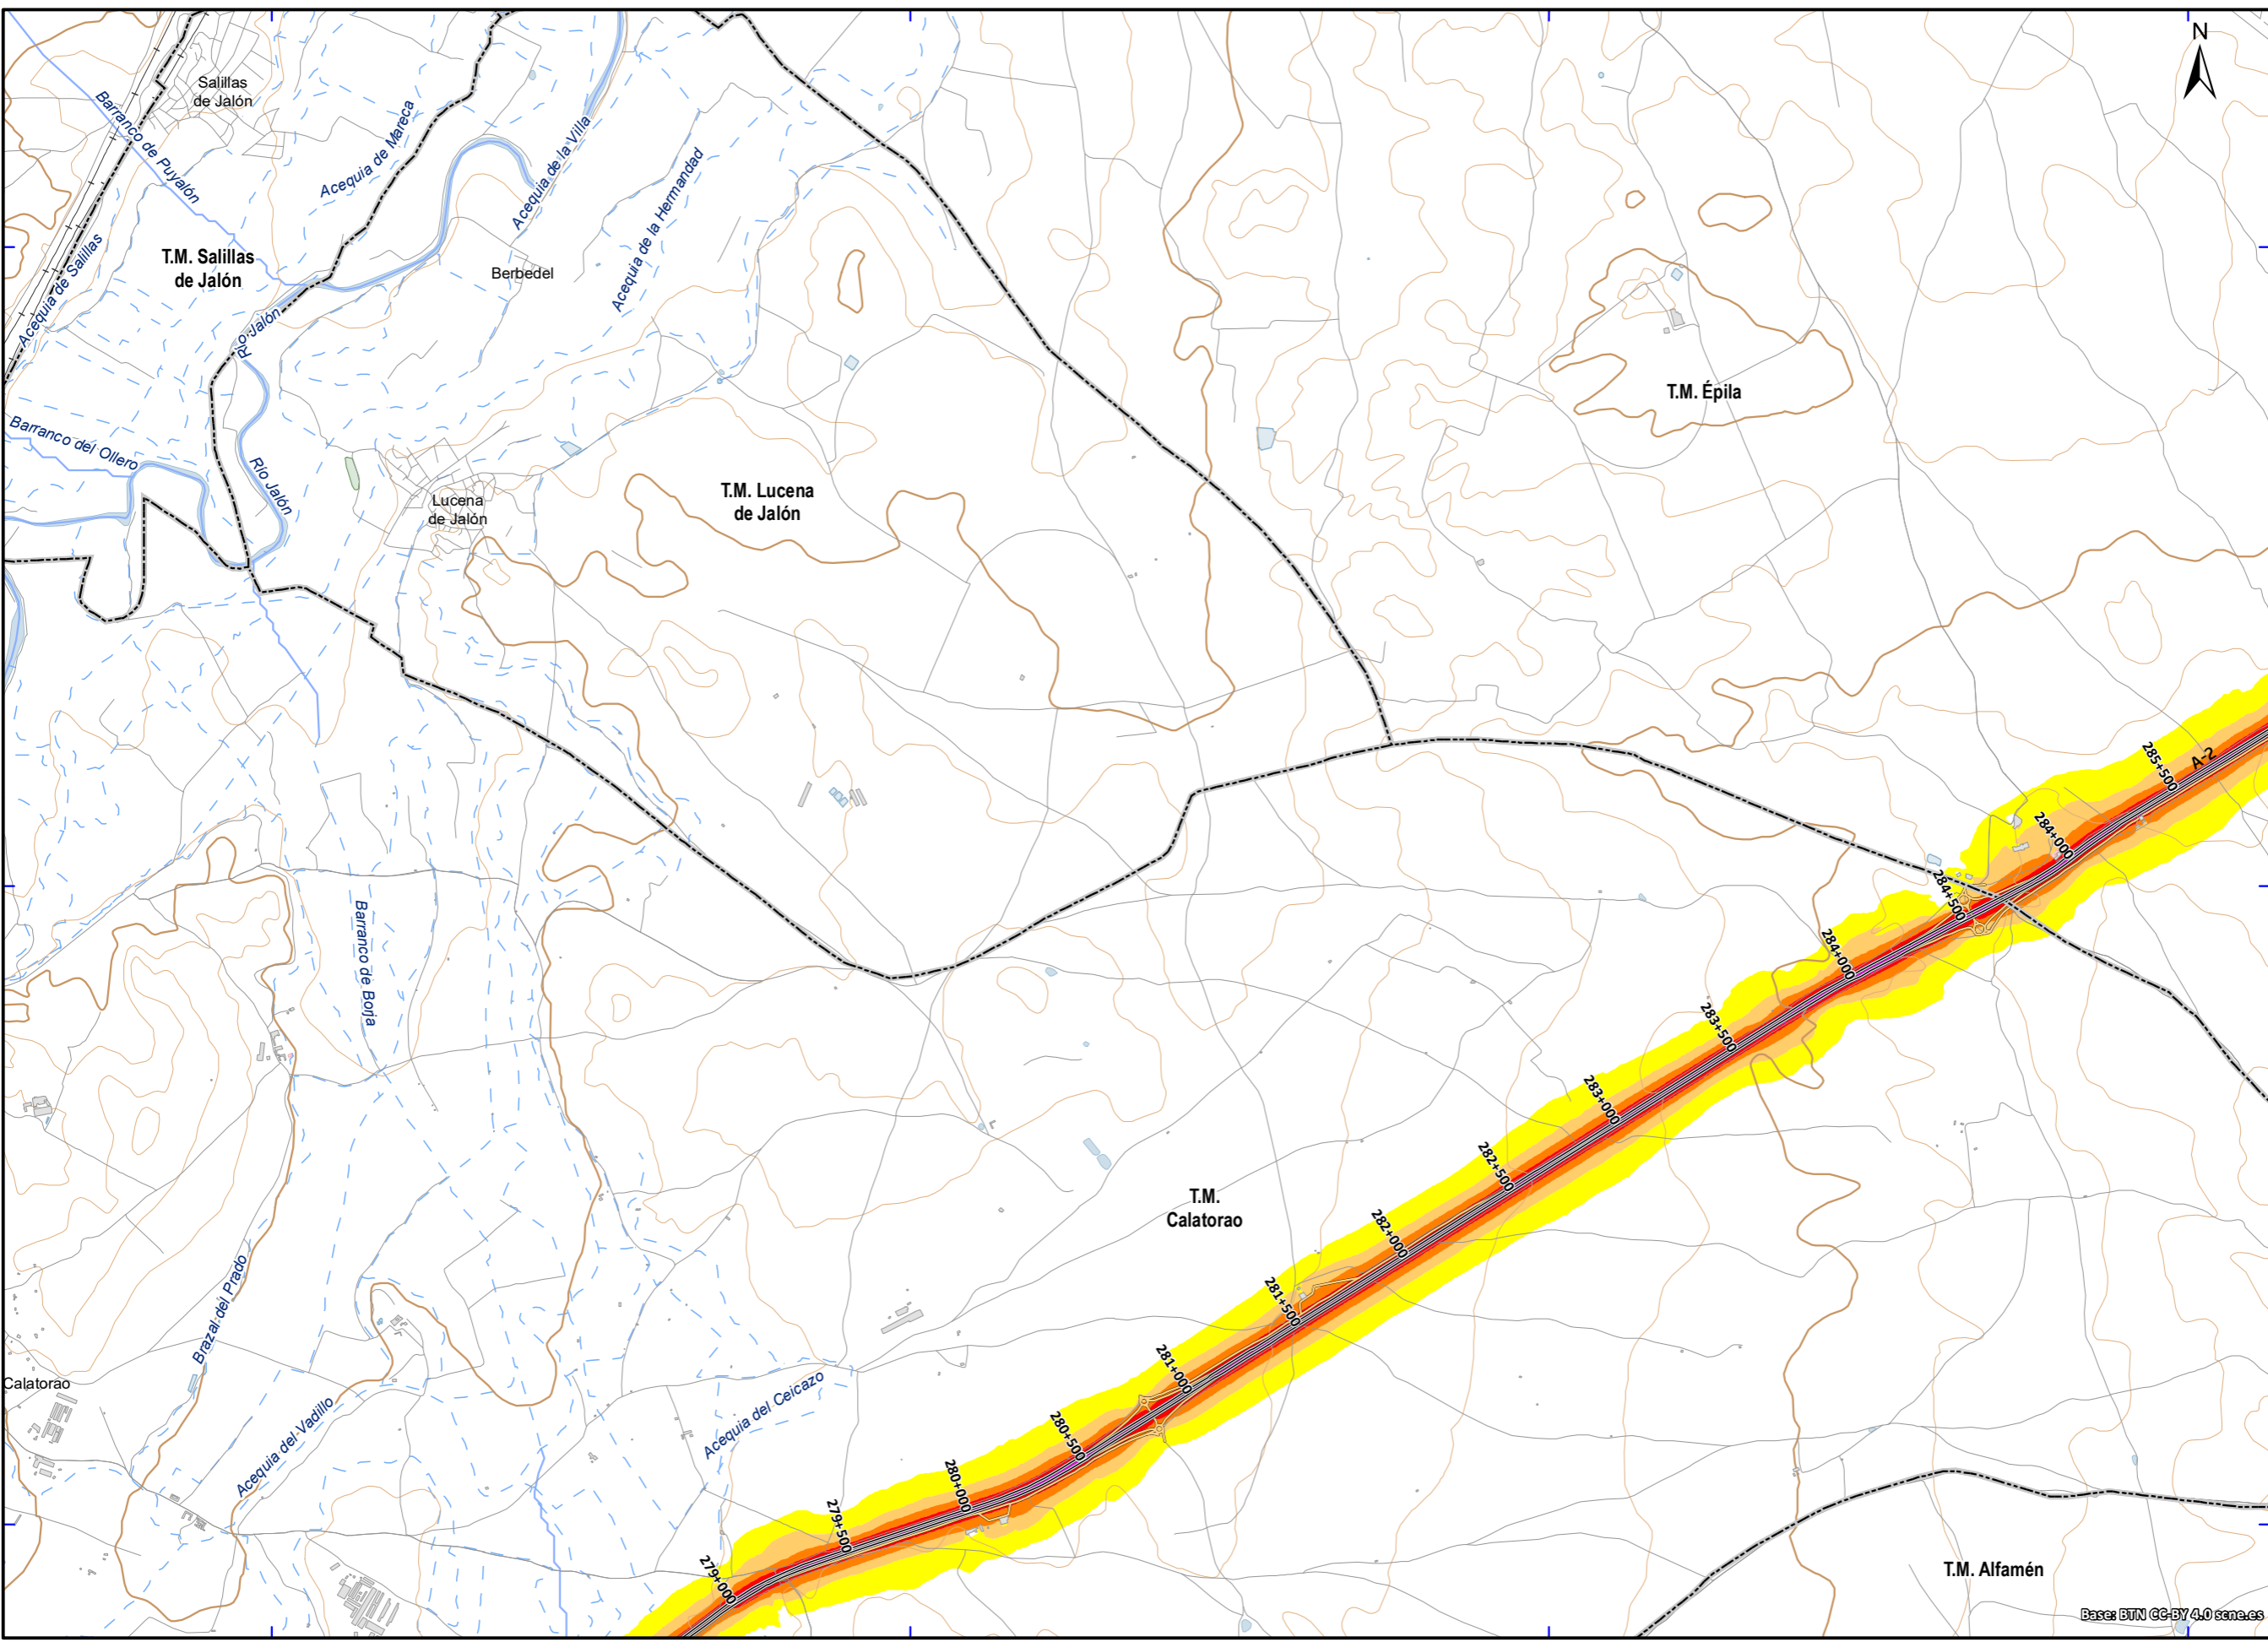 N
Salillas
de Jalón
Barranco de Puyalón
Acequia de Mareca
Acequia de la Villa
Acequia de la Hermandad
Acequia de Salillas
T.M. Salillas
de Jalón
Berbedel
Río Jalón
T.M. Épila
Barranco del Ollero
Río Jalón
Lucena
de Jalón
T.M. Lucena
de Jalón
A-2
285+500
284+000
284+500
284+000
283+500
283+000
282+500
282+000
281+500
281+000
280+500
280+000
279+500
279+000
Barranco de Borja
T.M.
Calatorao
Brazal del Prado
Calatorao
Acequia del Vadillo
Acequia del Ceicazo
T.M. Alfamén
Base: BTN CC-BY 4.0 scne.es